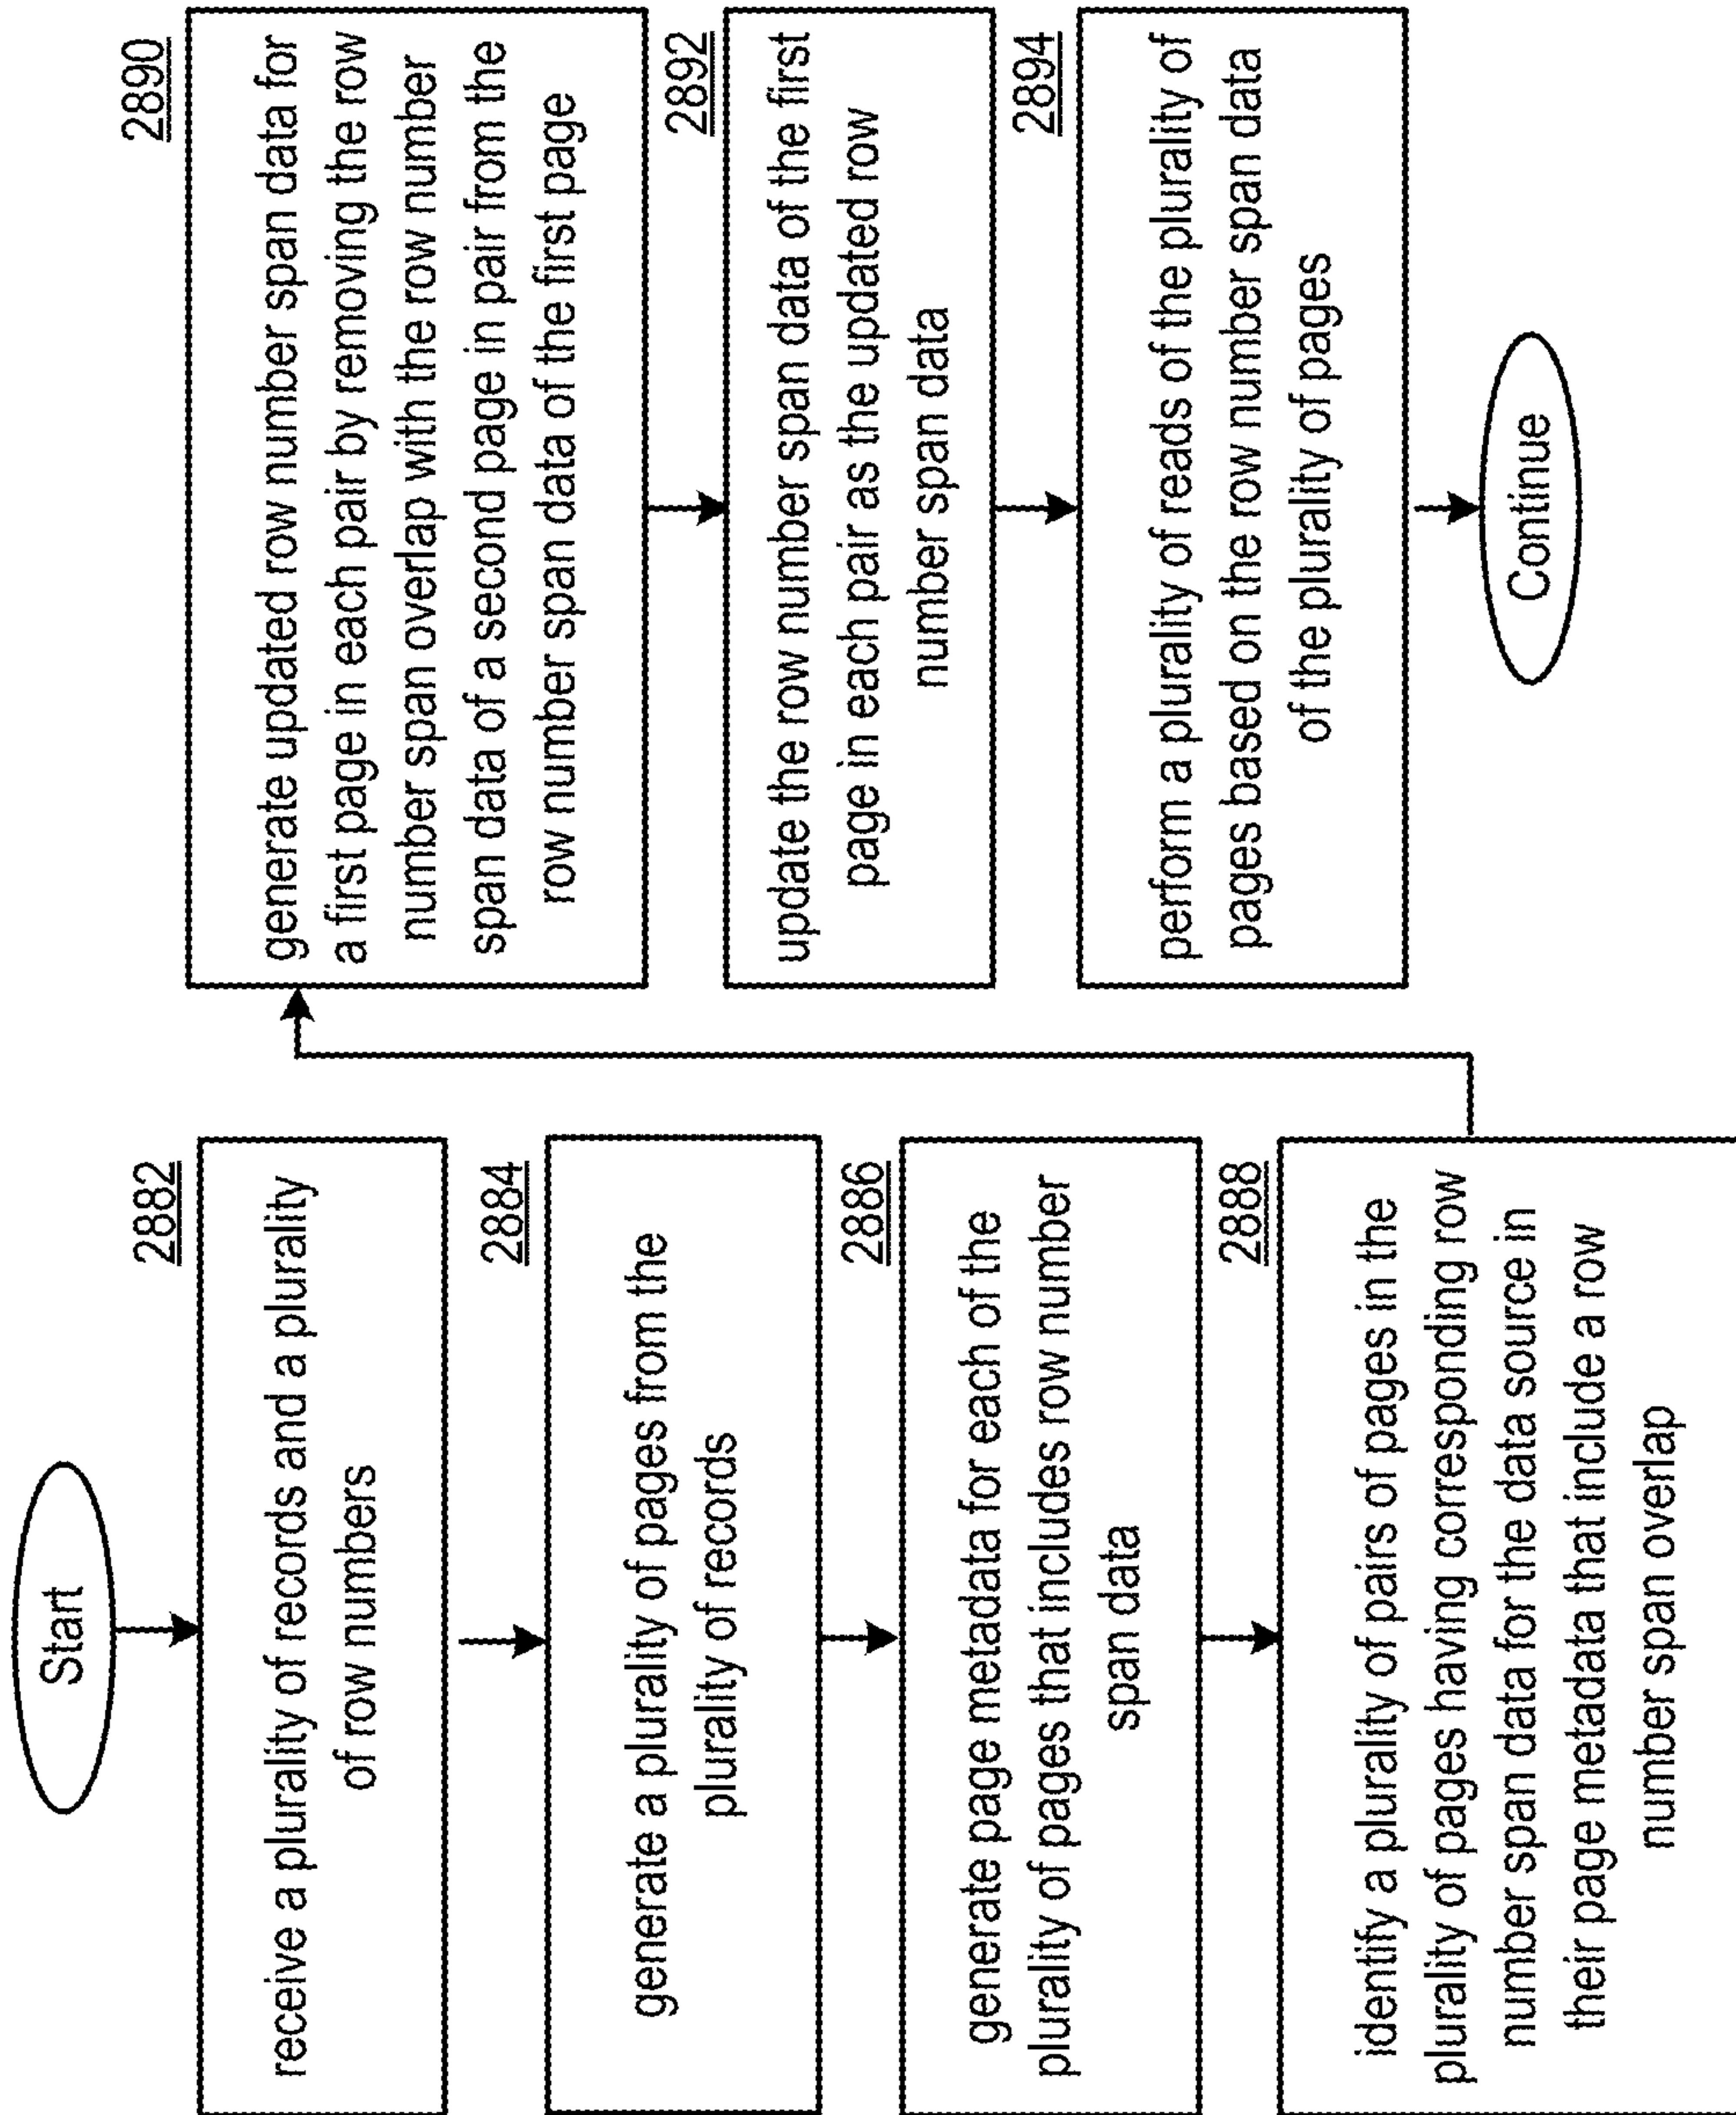 Start
2882
receive a plurality of records and a plurality
of row numbers
2884
generate a plurality of pages from the
plurality of records
2886
generate page metadata for each of the
plurality of pages that includes row number
span data
2888
identify a plurality of pairs of pages in the
plurality of pages having corresponding row
number span data for the data source in
their page metadata that include a row
number span overlap
2890
generate updated row number span data for
a first page in each pair by removing the row
number span overlap with the row number
span data of a second page in pair from the
row number span data of the first page
2892
update the row number span data of the first
page in each pair as the updated row
number span data
2894
perform a plurality of reads of the plurality of
pages based on the row number span data
of the plurality of pages
Continue